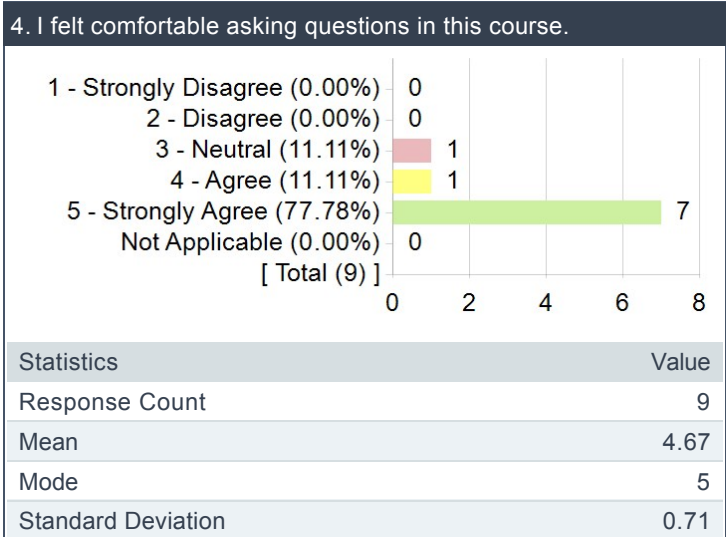 4. I felt comfortable asking questions in this course.
1 - Strongly Disagree (0.00%) 0
2 - Disagree (0.00%) 0
3 - Neutral (11.11%) 1
4 - Agree (11.11%) 1
5 - Strongly Agree (77.78%) 7
Not Applicable (0.00%) 0
[ Total (9) ]
0 2 4 6 8
Statistics Value
Response Count 9
Mean 4.67
Mode 5
Standard Deviation 0.71